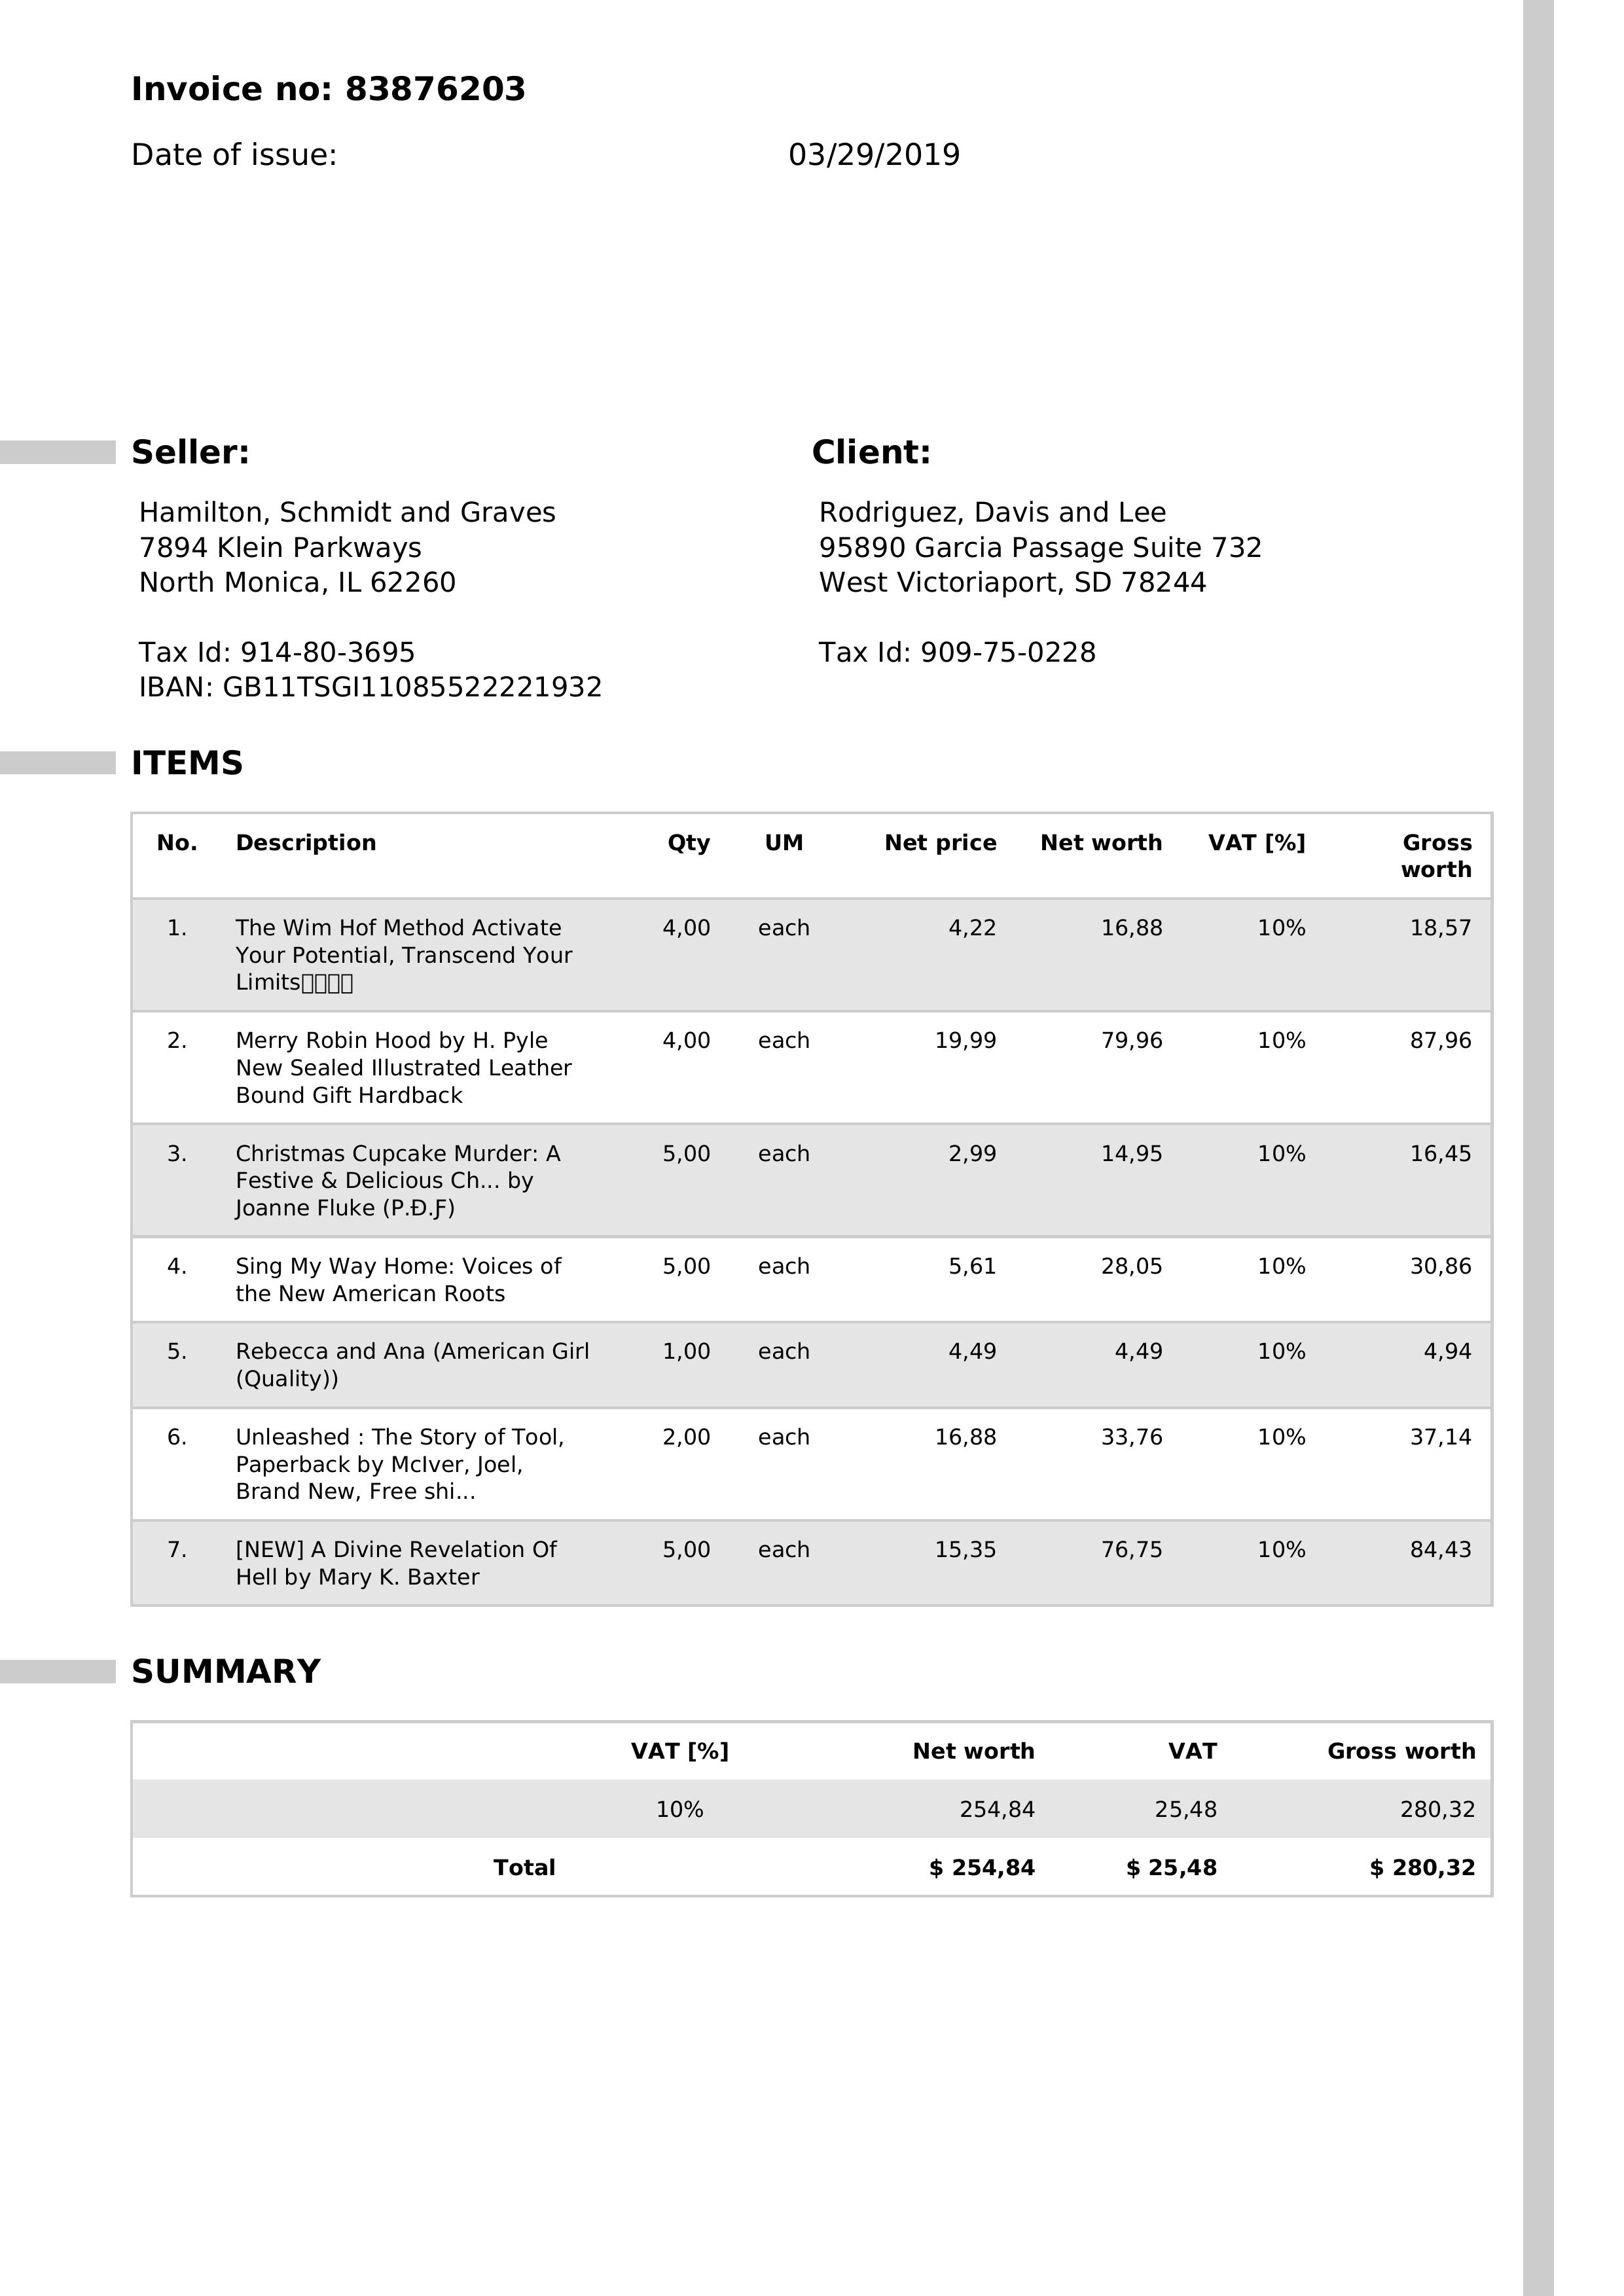 Invoice no: 83876203
Date of issue: 03/29/2019
Seller:
Hamilton, Schmidt and Graves
7894 Klein Parkways
North Monica, IL 62260
Tax Id: 914-80-3695
IBAN: GB11TSGI11085522221932
Client:
Rodriguez, Davis and Lee
95890 Garcia Passage Suite 732
West Victoriaport, SD 78244
Tax Id: 909-75-0228
ITEMS
No. Description Qty UM Net price Net worth VAT [%] Gross
worth
1. The Wim Hof Method Activate 4,00 each 4,22 16,88 10% 18,57
Your Potential, Transcend Your
Limits
2. Merry Robin Hood by H. Pyle 4,00 each 19,99 79,96 10% 87,96
New Sealed Illustrated Leather
Bound Gift Hardback
3. Christmas Cupcake Murder: A 5,00 each 2,99 14,95 10% 16,45
Festive & Delicious Ch... by
Joanne Fluke (P.Đ.Ƒ)
4. Sing My Way Home: Voices of 5,00 each 5,61 28,05 10% 30,86
the New American Roots
5. Rebecca and Ana (American Girl 1,00 each 4,49 4,49 10% 4,94
(Quality))
6. Unleashed : The Story of Tool, 2,00 each 16,88 33,76 10% 37,14
Paperback by McIver, Joel,
Brand New, Free shi...
7. [NEW] A Divine Revelation Of 5,00 each 15,35 76,75 10% 84,43
Hell by Mary K. Baxter
SUMMARY
VAT [%] Net worth VAT Gross worth
10% 254,84 25,48 280,32
Total $ 254,84 $ 25,48 $ 280,32